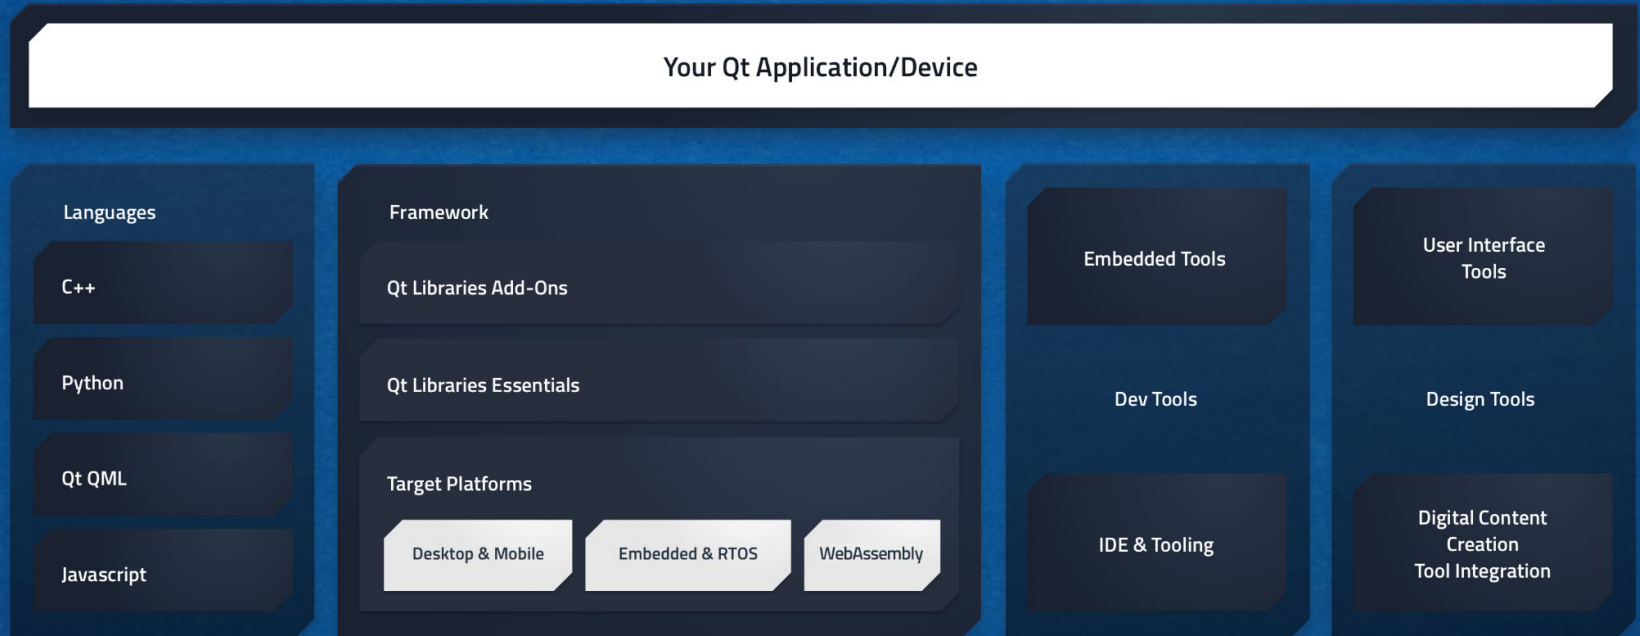 Your Qt Application/Device
Languages
C++
Python
Qt QML
Javascript
Framework
Qt Libraries Add-Ons
Qt Libraries Essentials
Target Platforms
Desktop & Mobile
Embedded & RTOS
WebAssembly
Embedded Tools
Dev Tools
IDE & Tooling
User Interface
Tools
Design Tools
Digital Content
Creation
Tool Integration